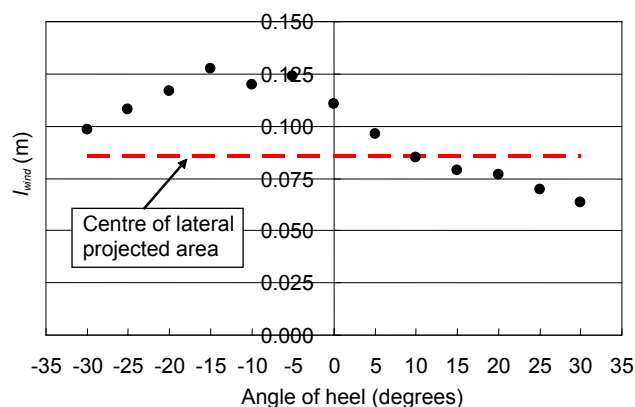 0.150
0.125
0.100
0.075
0.050
0.025
0.000
l_wind (m)
Centre of lateral
projected area
-35 -30 -25 -20 -15 -10 -5 0 5 10 15 20 25 30 35
Angle of heel (degrees)